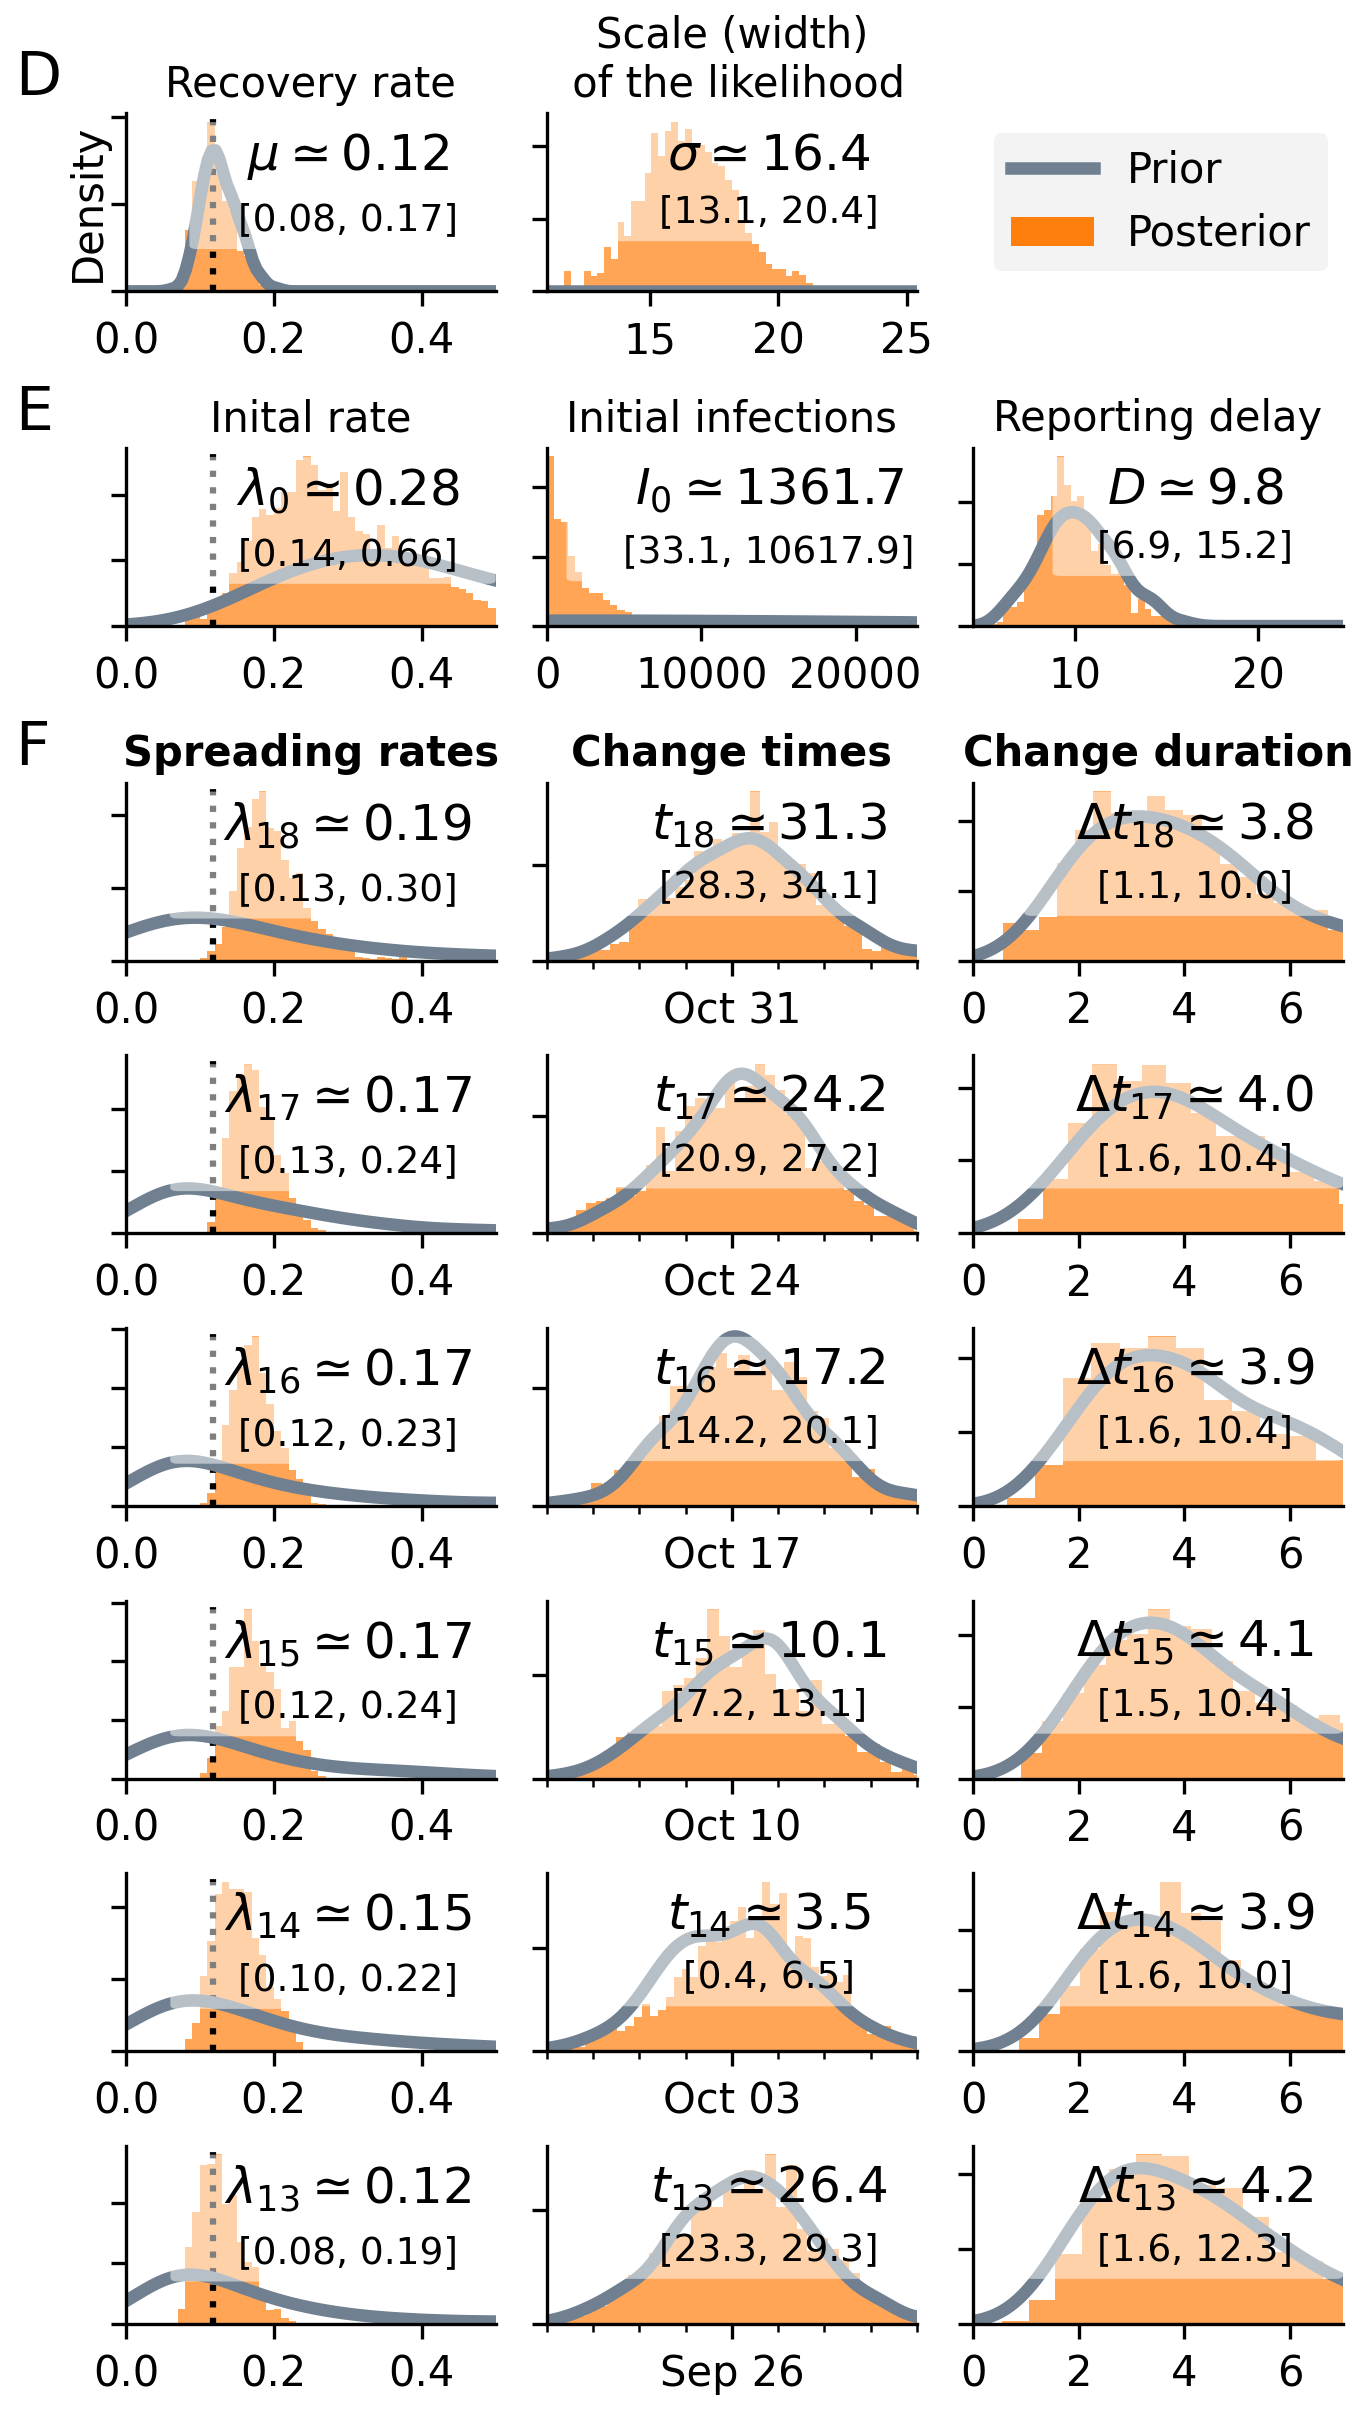 D
Recovery rate
Scale (width)
of the likelihood
Density
μ ≃ 0.12
[0.08, 0.17]
σ ≃ 16.4
[13.1, 20.4]
Prior
Posterior
0.0 0.2 0.4
15 20 25
E
Inital rate
Initial infections
Reporting delay
λ0 ≃ 0.28
[0.14, 0.66]
I0 ≃ 1361.7
[33.1, 10617.9]
D ≃ 9.8
[6.9, 15.2]
0.0 0.2 0.4
0 10000 20000
10 20
F
Spreading rates
Change times
Change duration
λ18 ≃ 0.19
[0.13, 0.30]
t18 ≃ 31.3
[28.3, 34.1]
Δt18 ≃ 3.8
[1.1, 10.0]
0.0 0.2 0.4
Oct 31
0 2 4 6
λ17 ≃ 0.17
[0.13, 0.24]
t17 ≃ 24.2
[20.9, 27.2]
Δt17 ≃ 4.0
[1.6, 10.4]
0.0 0.2 0.4
Oct 24
0 2 4 6
λ16 ≃ 0.17
[0.12, 0.23]
t16 ≃ 17.2
[14.2, 20.1]
Δt16 ≃ 3.9
[1.6, 10.4]
0.0 0.2 0.4
Oct 17
0 2 4 6
λ15 ≃ 0.17
[0.12, 0.24]
t15 ≃ 10.1
[7.2, 13.1]
Δt15 ≃ 4.1
[1.5, 10.4]
0.0 0.2 0.4
Oct 10
0 2 4 6
λ14 ≃ 0.15
[0.10, 0.22]
t14 ≃ 3.5
[0.4, 6.5]
Δt14 ≃ 3.9
[1.6, 10.0]
0.0 0.2 0.4
Oct 03
0 2 4 6
λ13 ≃ 0.12
[0.08, 0.19]
t13 ≃ 26.4
[23.3, 29.3]
Δt13 ≃ 4.2
[1.6, 12.3]
0.0 0.2 0.4
Sep 26
0 2 4 6